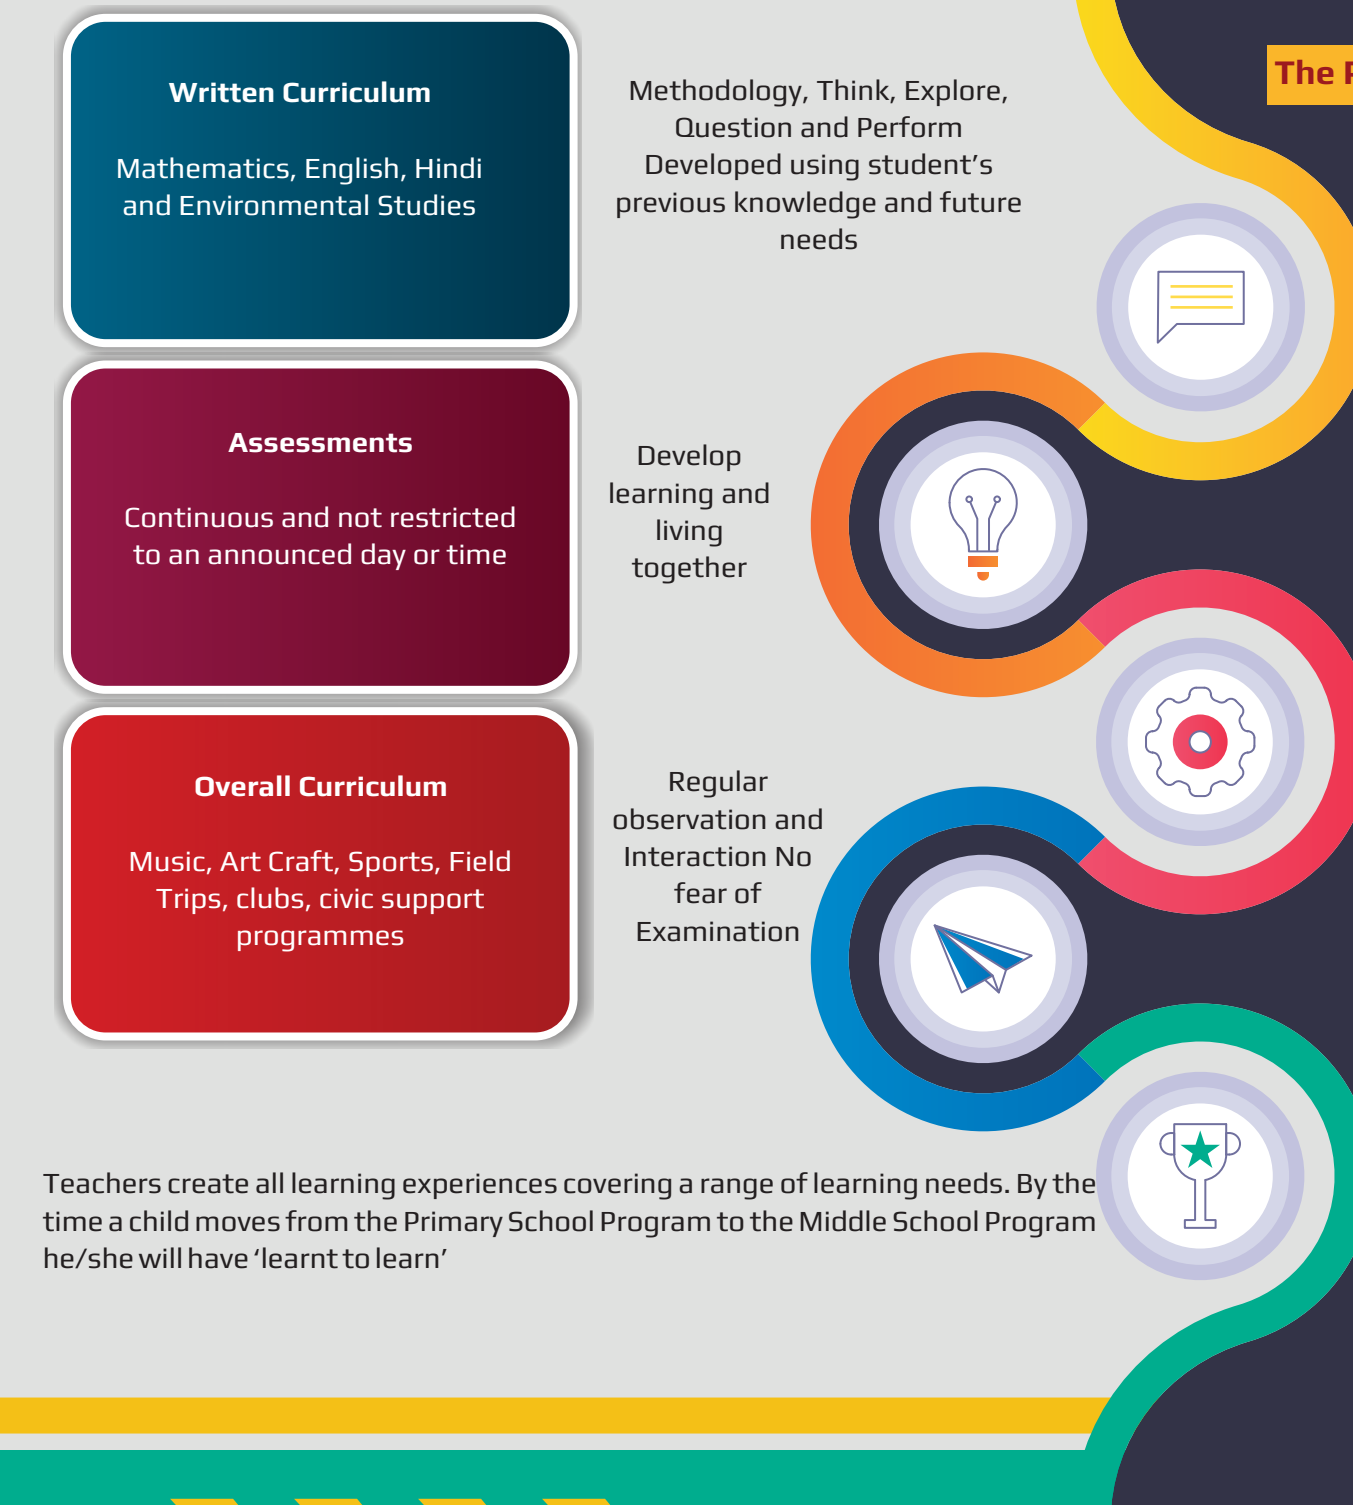 Written Curriculum
Mathematics, English, Hindi
and Environmental Studies
Methodology, Think, Explore,
Question and Perform
Developed using student’s
previous knowledge and future
needs
The
Assessments
Continuous and not restricted
to an announced day or time
Develop
learning and
living
together
Overall Curriculum
Music, Art Craft, Sports, Field
Trips, clubs, civic support
programmes
Regular
observation and
Interaction No
fear of
Examination
Teachers create all learning experiences covering a range of learning needs. By the
time a child moves from the Primary School Program to the Middle School Program
he/she will have ‘learnt to learn’